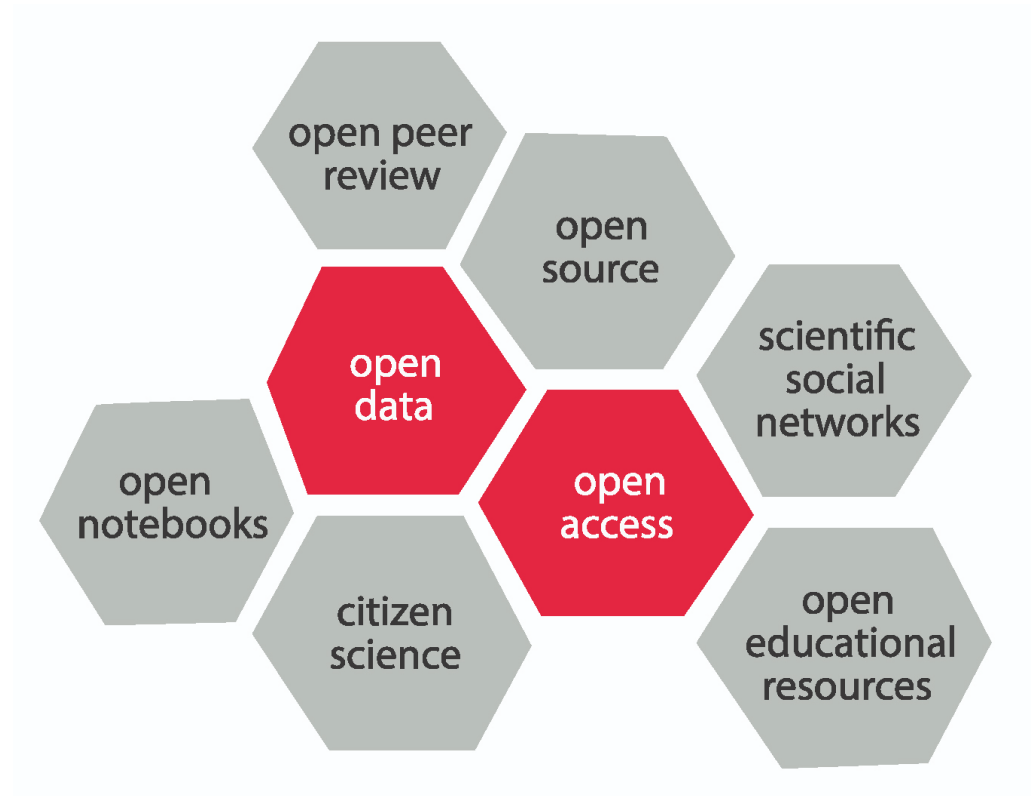 open peer
review
open
source
scientific
social
networks
open
data
open
access
open
notebooks
citizen
science
open
educational
resources